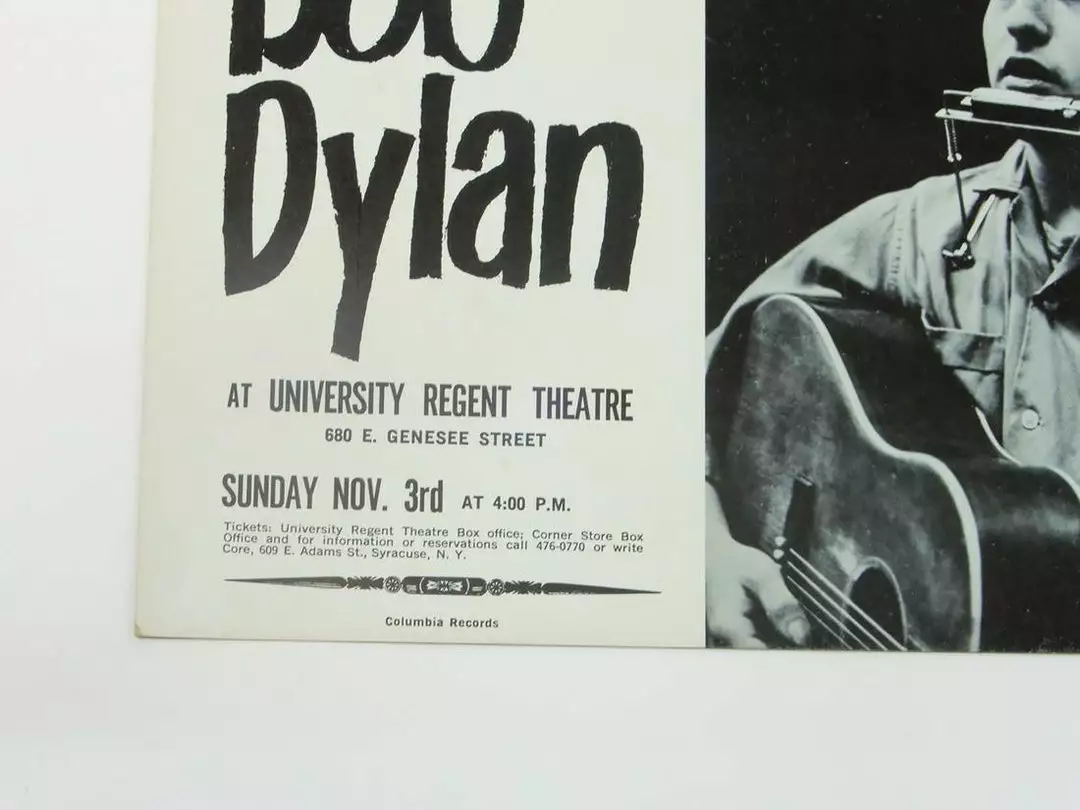 Bob
Dylan
AT UNIVERSITY REGENT THEATRE
680 E. GENESEE STREET
SUNDAY NOV. 3rd AT 4:00 P.M.
Tickets: University Regent Theatre Box office; Corner Store Box
Office and for information or reservations call 476-0770 or write
Core, 609 E. Adams St., Syracuse, N. Y.
Columbia Records